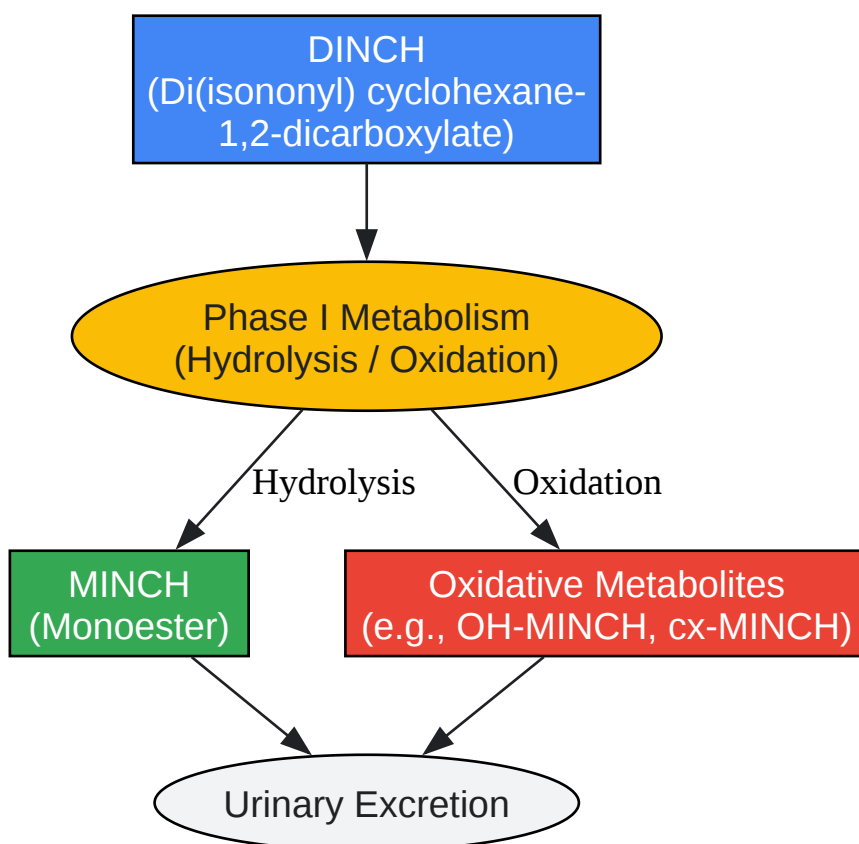 DINCH
(Di(isononyl) cyclohexane-
1,2-dicarboxylate)
Phase I Metabolism
(Hydrolysis / Oxidation)
Hydrolysis
Oxidation
MINCH
(Monoester)
Oxidative Metabolites
(e.g., OH-MINCH, cx-MINCH)
Urinary Excretion